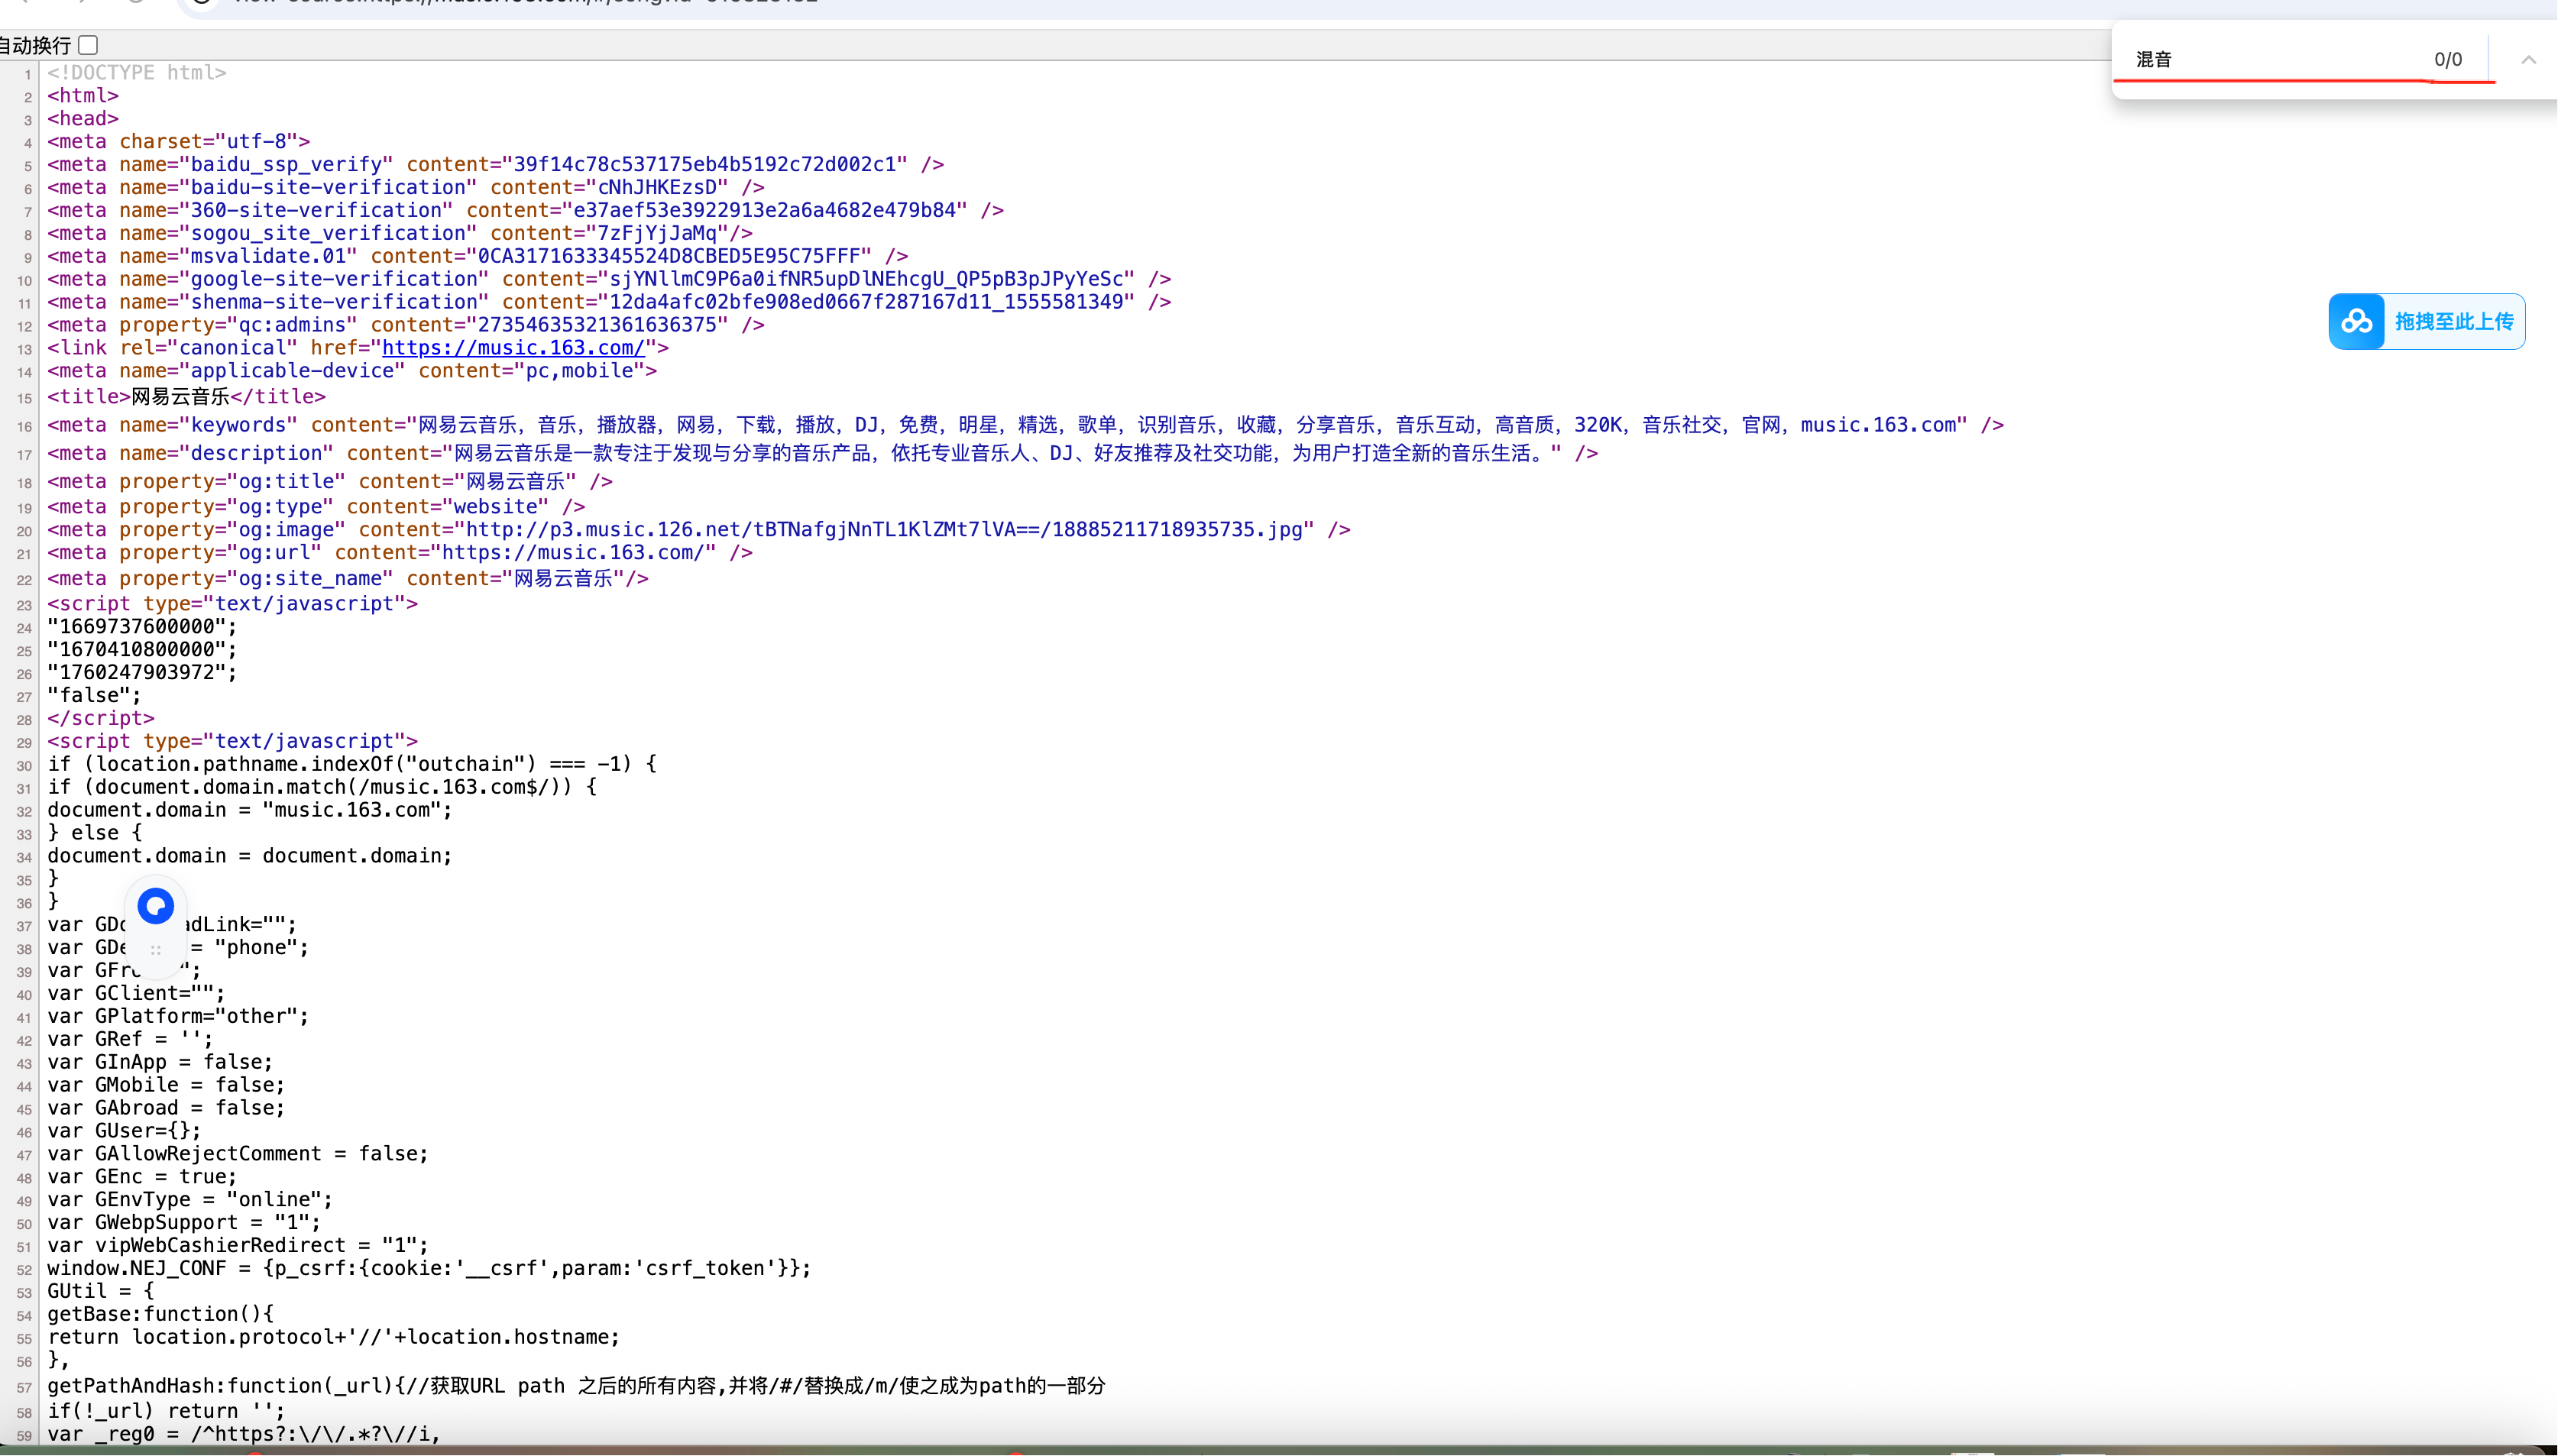 自动换行
混音 0/0
1 <!DOCTYPE html>
2 <html>
3 <head>
4 <meta charset="utf-8">
5 <meta name="baidu_ssp_verify" content="39f14c78c537175eb4b5192c72d002c1" />
6 <meta name="baidu-site-verification" content="cNhJHKEzsD" />
7 <meta name="360-site-verification" content="e37aef53e3922913e2a6a4682e479b84" />
8 <meta name="sogou_site_verification" content="7zFjYjJaMq"/>
9 <meta name="msvalidate.01" content="0CA3171633345524D8CBED5E95C75FFF" />
10 <meta name="google-site-verification" content="sjYNllmC9P6a0ifNR5upDlNEhcgU_QP5pB3pJPyYeSc" />
11 <meta name="shenma-site-verification" content="12da4afc02bfe908ed0667f287167d11_1555581349" />
拖拽至此上传
12 <meta property="qc:admins" content="27354635321361636375" />
13 <link rel="canonical" href="https://music.163.com/">
14 <meta name="applicable-device" content="pc,mobile">
15 <title>网易云音乐</title>
16 <meta name="keywords" content="网易云音乐，音乐，播放器，网易，下载，播放，DJ，免费，明星，精选，歌单，识别音乐，收藏，分享音乐，音乐互动，高音质，320K，音乐社交，官网，music.163.com" />
17 <meta name="description" content="网易云音乐是一款专注于发现与分享的音乐产品，依托专业音乐人、DJ、好友推荐及社交功能，为用户打造全新的音乐生活。" />
18 <meta property="og:title" content="网易云音乐" />
19 <meta property="og:type" content="website" />
20 <meta property="og:image" content="http://p3.music.126.net/tBTNafgjNnTL1KlZMt7lVA==/18885211718935735.jpg" />
21 <meta property="og:url" content="https://music.163.com/" />
22 <meta property="og:site_name" content="网易云音乐"/>
23 <script type="text/javascript">
24 "1669737600000";
25 "1670410800000";
26 "1760247903972";
27 "false";
28 </script>
29 <script type="text/javascript">
30 if (location.pathname.indexOf("outchain") === -1) {
31 if (document.domain.match(/music.163.com$/)) {
32 document.domain = "music.163.com";
33 } else {
34 document.domain = document.domain;
35 }
36 }
37 var GDo adLink="";
38 var GDe = "phone";
39 var GFro ";
40 var GClient="";
41 var GPlatform="other";
42 var GRef = '';
43 var GInApp = false;
44 var GMobile = false;
45 var GAbroad = false;
46 var GUser={};
47 var GAllowRejectComment = false;
48 var GEnc = true;
49 var GEnvType = "online";
50 var GWebpSupport = "1";
51 var vipWebCashierRedirect = "1";
52 window.NEJ_CONF = {p_csrf:{cookie:'__csrf',param:'csrf_token'}};
53 GUtil = {
54 getBase:function(){
55 return location.protocol+'//'+location.hostname;
56 },
57 getPathAndHash:function(_url){//获取URL path 之后的所有内容,并将/#/替换成/m/使之成为path的一部分
58 if(!_url) return '';
59 var _reg0 = /^https?:\/\/.*?\//i,